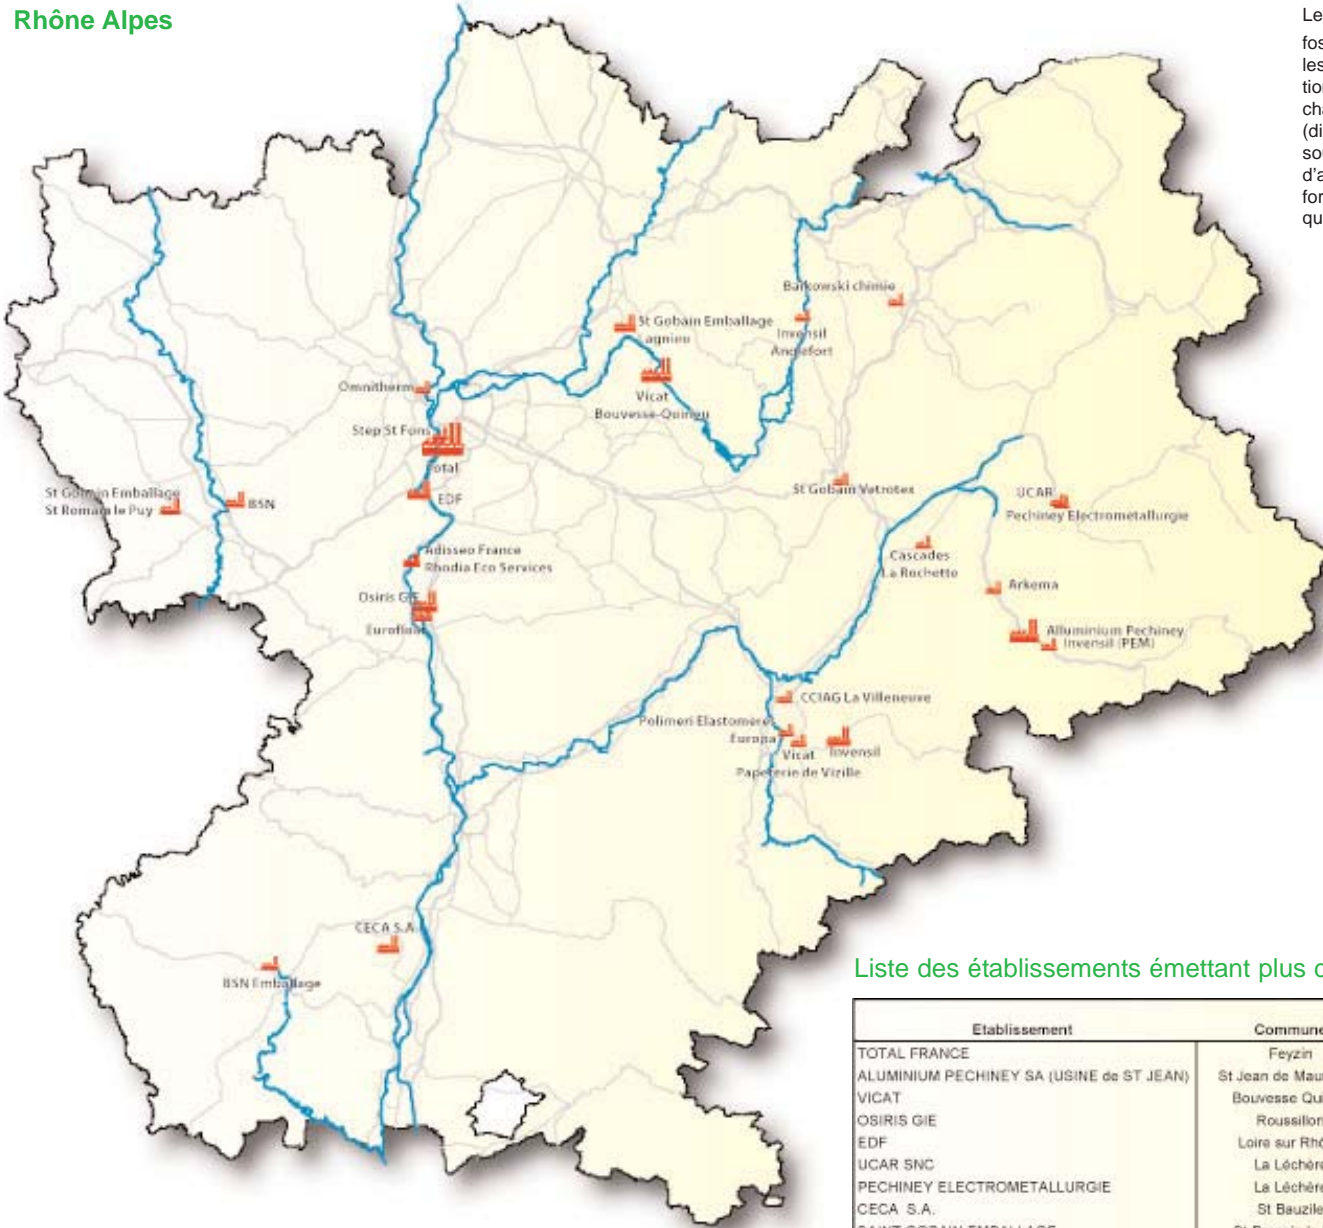 Rhône Alpes
Le
fos
les
tion
cha
(di
sou
d'a
for
qu
Barkowski chimie
St Gobain Emballage
Lagnieu
Invensil
Anglefort
Omnitherm
Vicat
Bouvesse-Quirieu
Step St Fons
Total
EDF
St Gobain Emballage
St Romain le Puy
BSN
St Gobain Vetrotex
UCAR
Pechiney Electrometallurgie
Adisseo France
Rhodia Eco Services
Cascades
La Rochette
Arkema
Osiris GIE
Eurofloat
Alluminium Pechiney
Invensil (PEM)
CCIAG La Villeneuve
Polimeri Elastomeres
Europa
Vicat
Invensil
Papeterie de Vizille
CECA S.A.
BSN Emballage
Liste des établissements émettant plus d
Etablissement Commune
TOTAL FRANCE Feyzin
ALUMINIUM PECHINEY SA (USINE de ST JEAN) St Jean de Mau
VICAT Bouvesse Qui
OSIRIS GIE Roussillon
EDF Loire sur Rhô
UCAR SNC La Léchère
PECHINEY ELECTROMETALLURGIE La Léchère
CECA S.A. St Bauzile